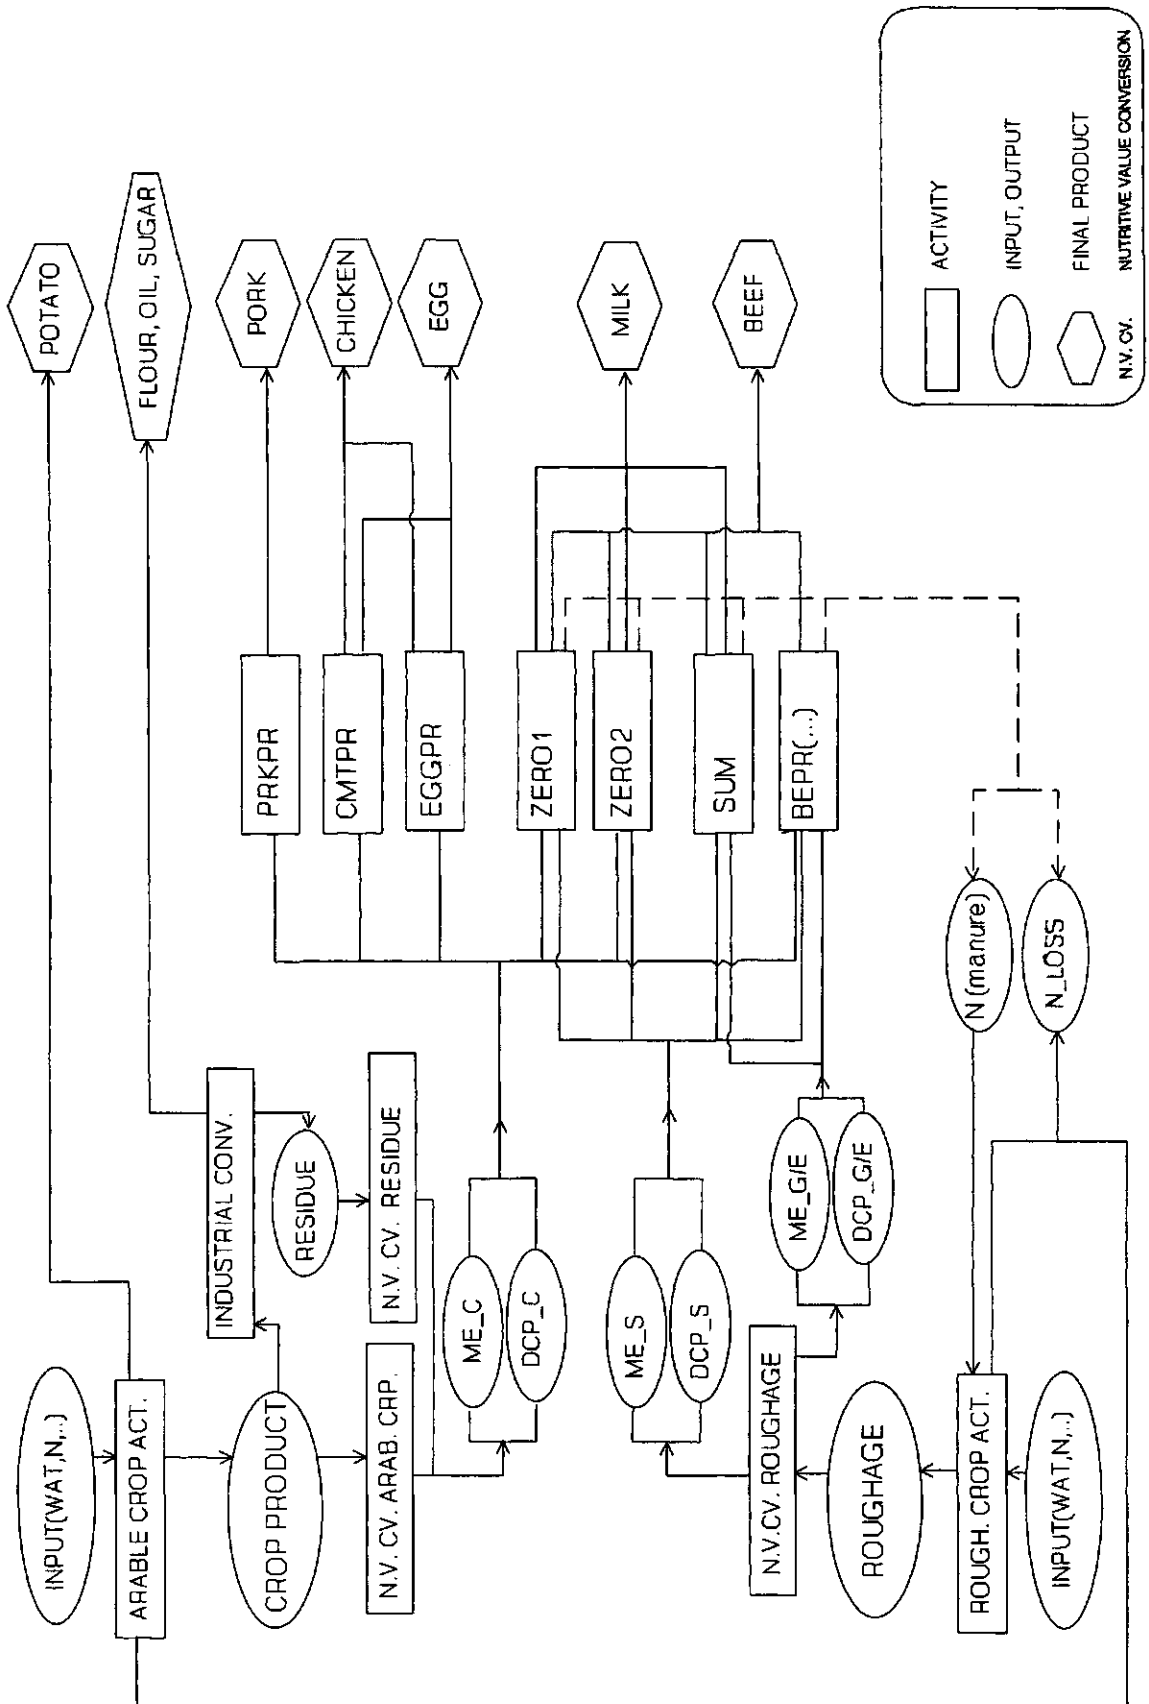 INPUT(WAT,N,..)
ARABLE CROP ACT.
CROP PRODUCT
N.V. CV. ARAB. CRP.
INDUSTRIAL CONV.
RESIDUE
N.V. CV. RESIDUE
ME_C
DCP_C
ME_S
DCP_S
N.V.CV. ROUGHAGE
ROUGHAGE
ROUGH. CROP ACT.
INPUT(WAT,N,..)
ME_G/E
DCP_G/E
N (manure)
N_LOSS
PRKPR
CMTPR
EGGPR
ZERO1
ZERO2
SUM
BEPR(...)
POTATO
FLOUR, OIL, SUGAR
PORK
CHICKEN
EGG
MILK
BEEF
ACTIVITY
INPUT, OUTPUT
FINAL PRODUCT
N.V. CV. NUTRITIVE VALUE CONVERSION